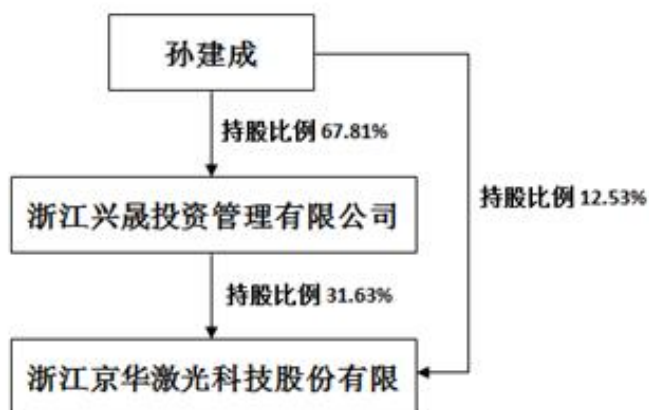 孙建成
持股比例 67.81%
浙江兴晟投资管理有限公司
持股比例 12.53%
持股比例 31.63%
浙江京华激光科技股份有限